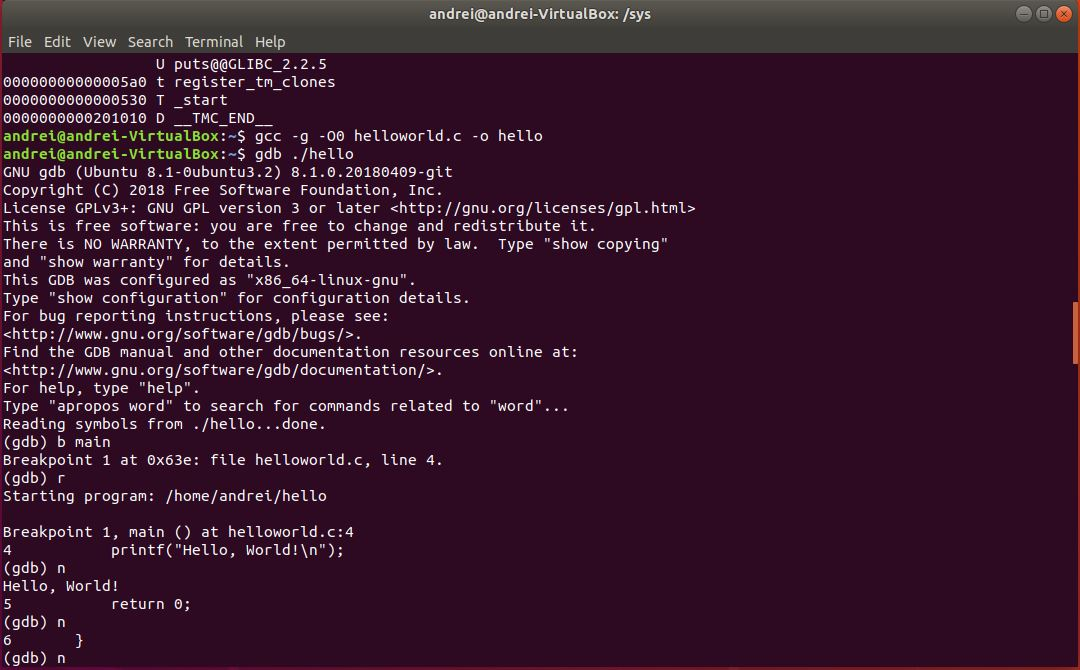 andrei@andrei-VirtualBox: /sys
File Edit View Search Terminal Help
                 U puts@@GLIBC_2.2.5
00000000000005a0 t register_tm_clones
0000000000000530 T _start
0000000000201010 D __TMC_END__
andrei@andrei-VirtualBox:~$ gcc -g -O0 helloworld.c -o hello
andrei@andrei-VirtualBox:~$ gdb ./hello
GNU gdb (Ubuntu 8.1-0ubuntu3.2) 8.1.0.20180409-git
Copyright (C) 2018 Free Software Foundation, Inc.
License GPLv3+: GNU GPL version 3 or later <http://gnu.org/licenses/gpl.html>
This is free software: you are free to change and redistribute it.
There is NO WARRANTY, to the extent permitted by law.  Type "show copying"
and "show warranty" for details.
This GDB was configured as "x86_64-linux-gnu".
Type "show configuration" for configuration details.
For bug reporting instructions, please see:
<http://www.gnu.org/software/gdb/bugs/>.
Find the GDB manual and other documentation resources online at:
<http://www.gnu.org/software/gdb/documentation/>.
For help, type "help".
Type "apropos word" to search for commands related to "word"...
Reading symbols from ./hello...done.
(gdb) b main
Breakpoint 1 at 0x63e: file helloworld.c, line 4.
(gdb) r
Starting program: /home/andrei/hello
Breakpoint 1, main () at helloworld.c:4
4           printf("Hello, World!\n");
(gdb) n
Hello, World!
5           return 0;
(gdb) n
6       }
(gdb) n